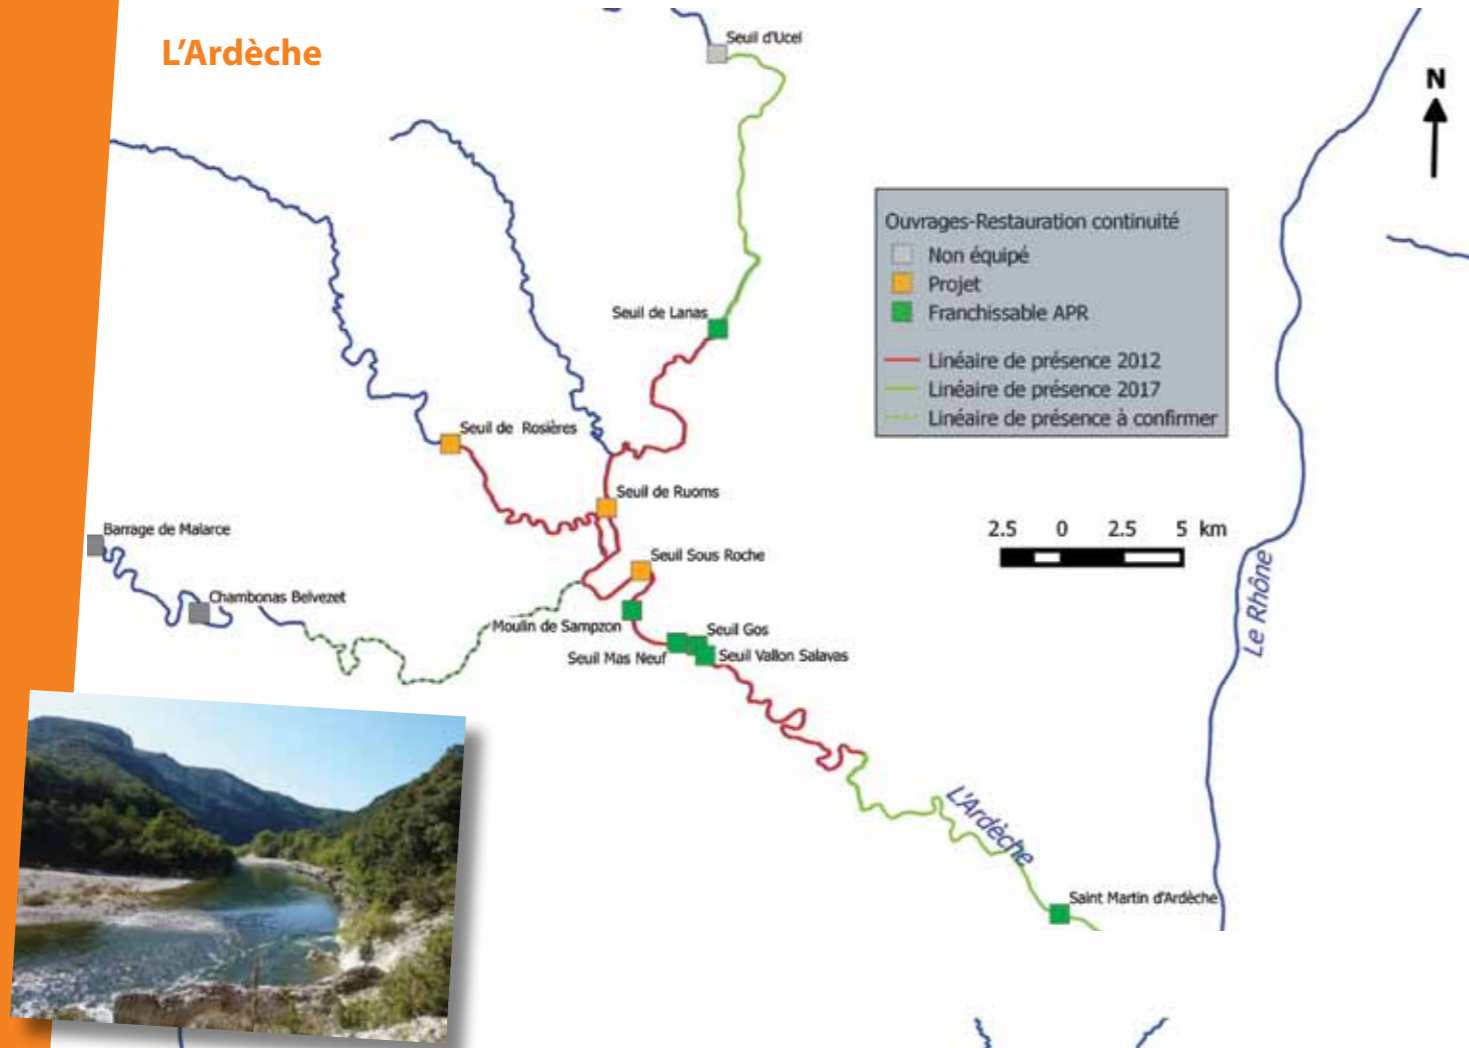 L'Ardèche
Seuil d'Ucel
N
Ouvrages-Restauration continuité
Non équipé
Projet
Franchissable APR
Linéaire de présence 2012
Linéaire de présence 2017
Linéaire de présence à confirmer
Seuil de Lanas
Seuil de Rosières
Seuil de Ruoms
2.5 0 2.5 5 km
Barrage de Malarce
Seuil Sous Roche
Chambonas Belvezet
Le Rhône
Moulin de Sampzon
Seuil Gos
Seuil Mas Neuf
Seuil Vallon Salavas
L'Ardèche
Saint Martin d'Ardèche